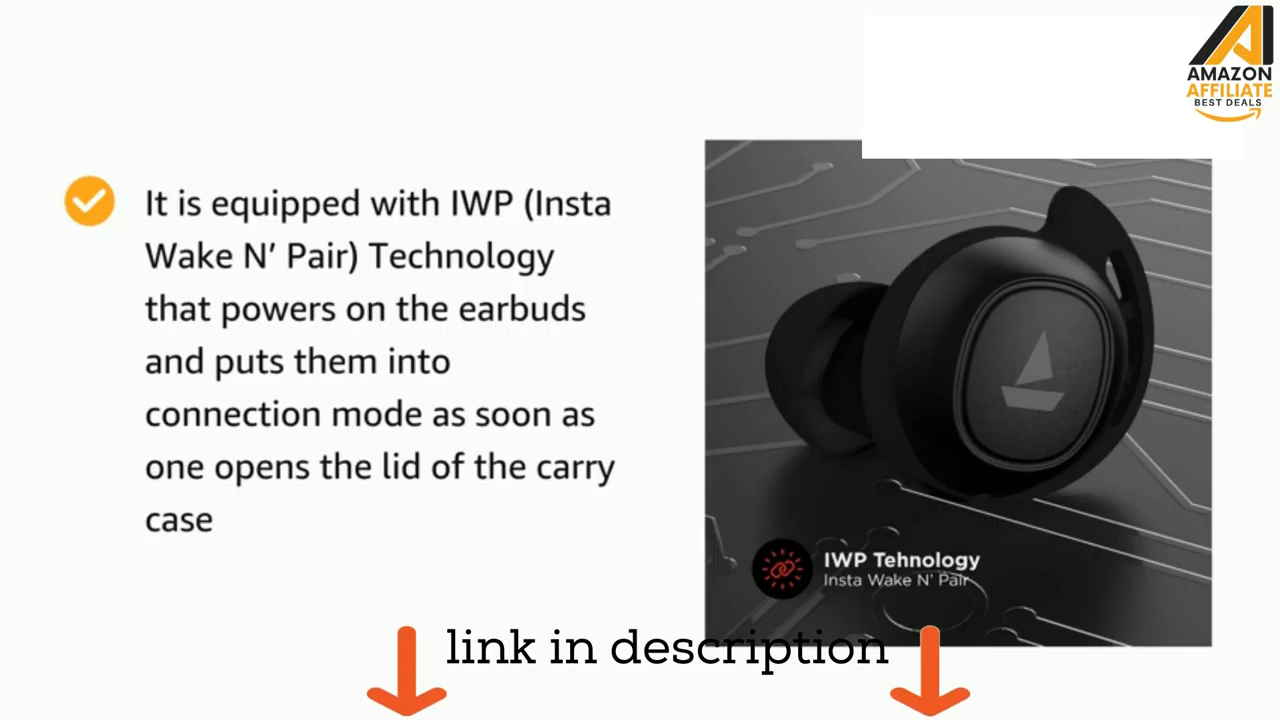 AMAZON
AFFILIATE
BEST DEALS
It is equipped with IWP (Insta
Wake N’ Pair) Technology
that powers on the earbuds
and puts them into
connection mode as soon as
one opens the lid of the carry
case
IWP Tehnology
Insta Wake N' Pair
link in description